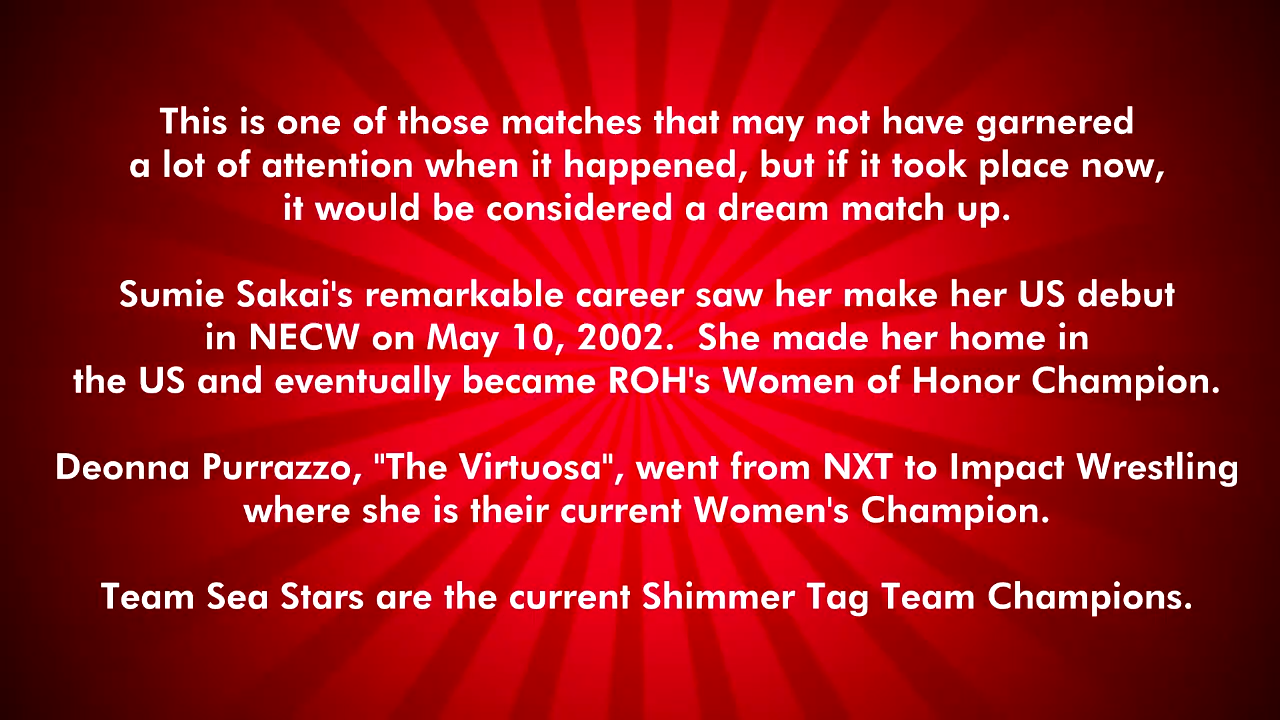 This is one of those matches that may not have garnered
a lot of attention when it happened, but if it took place now,
it would be considered a dream match up.
Sumie Sakai's remarkable career saw her make her US debut
in NECW on May 10, 2002.  She made her home in
the US and eventually became ROH's Women of Honor Champion.
Deonna Purrazzo, "The Virtuosa", went from NXT to Impact Wrestling
where she is their current Women's Champion.
Team Sea Stars are the current Shimmer Tag Team Champions.